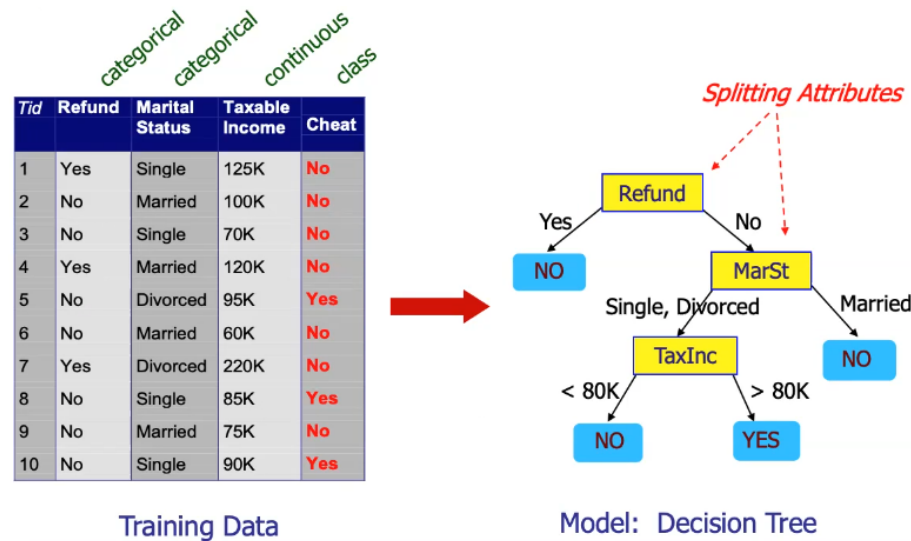 categorical categorical continuous class
Tid Refund Marital Status Taxable Income Cheat
1 Yes Single 125K No
2 No Married 100K No
3 No Single 70K No
4 Yes Married 120K No
5 No Divorced 95K Yes
6 No Married 60K No
7 Yes Divorced 220K No
8 No Single 85K Yes
9 No Married 75K No
10 No Single 90K Yes
Training Data
Splitting Attributes
Refund
Yes No
NO MarSt
Single, Divorced Married
TaxInc NO
< 80K > 80K
NO YES
Model: Decision Tree